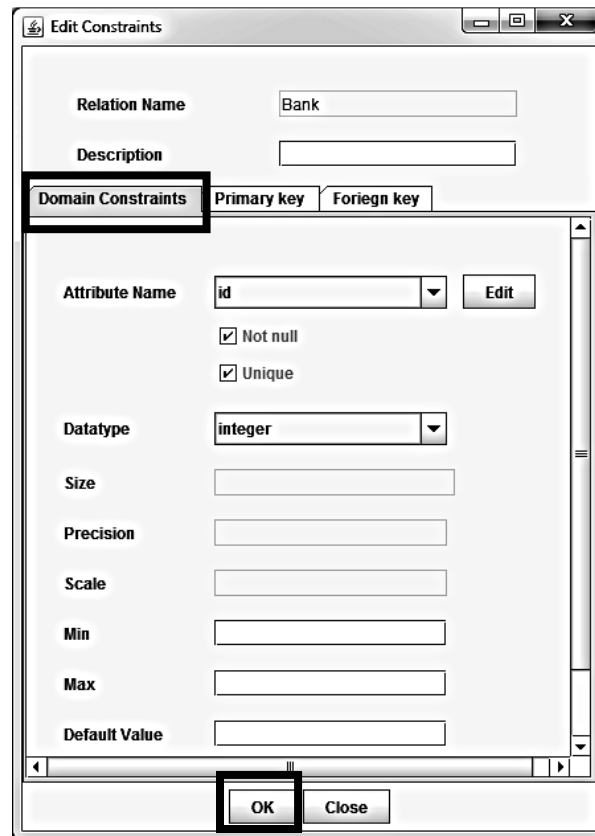 Edit Constraints
Relation Name Bank
Description
Domain Constraints Primary key Foriegn key
Attribute Name id Edit
Not null
Unique
Datatype integer
Size
Precision
Scale
Min
Max
Default Value
OK Close